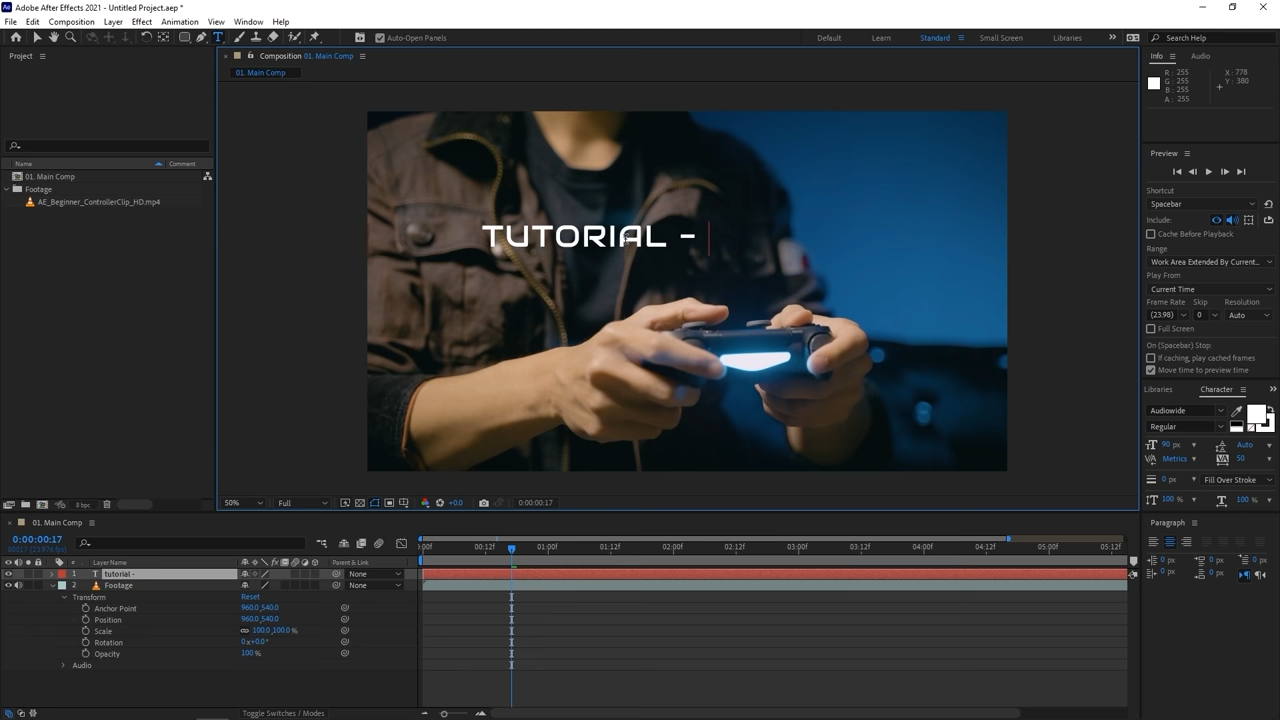 Adobe After Effects 2021 - Untitled Project.aep *
File Edit Composition Layer Effect Animation View Window Help
Auto-Open Panels
Default Learn Standard Small Screen Libraries
Search Help
Project
Composition 01. Main Comp
01. Main Comp
Name Comment
01. Main Comp
Footage
AE_Beginner_ControllerClip_HD.mp4
8 bpc
TUTORIAL -
50% Full +0.0 0:00:00:17
Info Audio
R : 255
G : 255
B : 255
A : 255
X : 778
Y : 380
Preview
Shortcut
Spacebar
Include:
Cache Before Playback
Range
Work Area Extended By Current...
Play From
Current Time
Frame Rate Skip Resolution
(23.98) 0 Auto
Full Screen
On (Spacebar) Stop:
If caching, play cached frames
Move time to preview time
Libraries Character
Audiowide
Regular
90 px Auto
Metrics 50
0 px Fill Over Stroke
100 % 100 %
Paragraph
0 px 0 px 0 px
0 px 0 px
01. Main Comp
0:00:00:17
00017 (23.976 fps)
# Layer Name Parent & Link
1 T tutorial - None
2 Footage None
Transform Reset
Anchor Point 960.0,540.0
Position 960.0,540.0
Scale 100.0,100.0%
Rotation 0x+0.0°
Opacity 100 %
Audio
:00f 00:12f 01:00f 01:12f 02:00f 02:12f 03:00f 03:12f 04:00f 04:12f 05:00f 05:12f
Toggle Switches / Modes